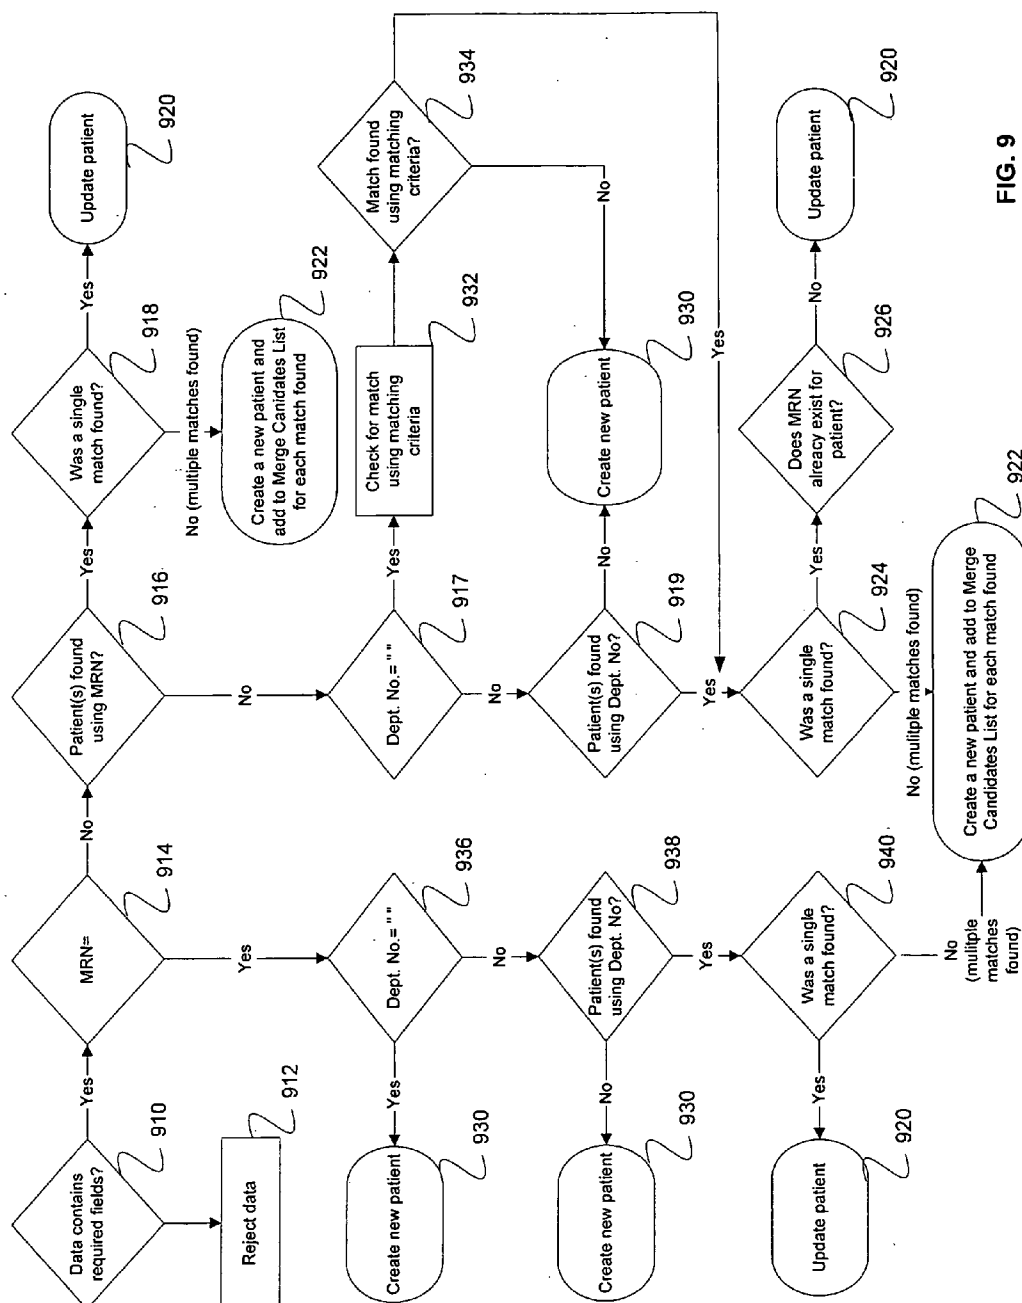 Data contains
required fields?
910
Yes
Reject data
912
MRN=
914
No
Yes
Patient(s) found
using MRN?
916
Yes
No
Was a single
match found?
918
Yes
No (multiple matches found)
Update patient
920
Create a new patient and
add to Merge Canidates List
for each match found
922
Dept. No.= " "
936
Yes
No
Create new patient
930
Dept. No.= " "
917
Yes
No
Check for match
using matching
criteria
932
Match found
using matching
criteria?
934
No
Yes
Patient(s) found
using Dept. No?
938
No
Yes
Create new patient
930
Patient(s) found
using Dept. No?
919
No
Yes
Create new patient
930
Was a single
match found?
940
Yes
No
(multiple
matches
found)
Update patient
920
Was a single
match found?
924
Yes
No (mulitple matches found)
Does MRN
alreacy exist for
patient?
926
No
Update patient
920
Create a new patient and add to Merge
Candidates List for each match found
922
FIG. 9